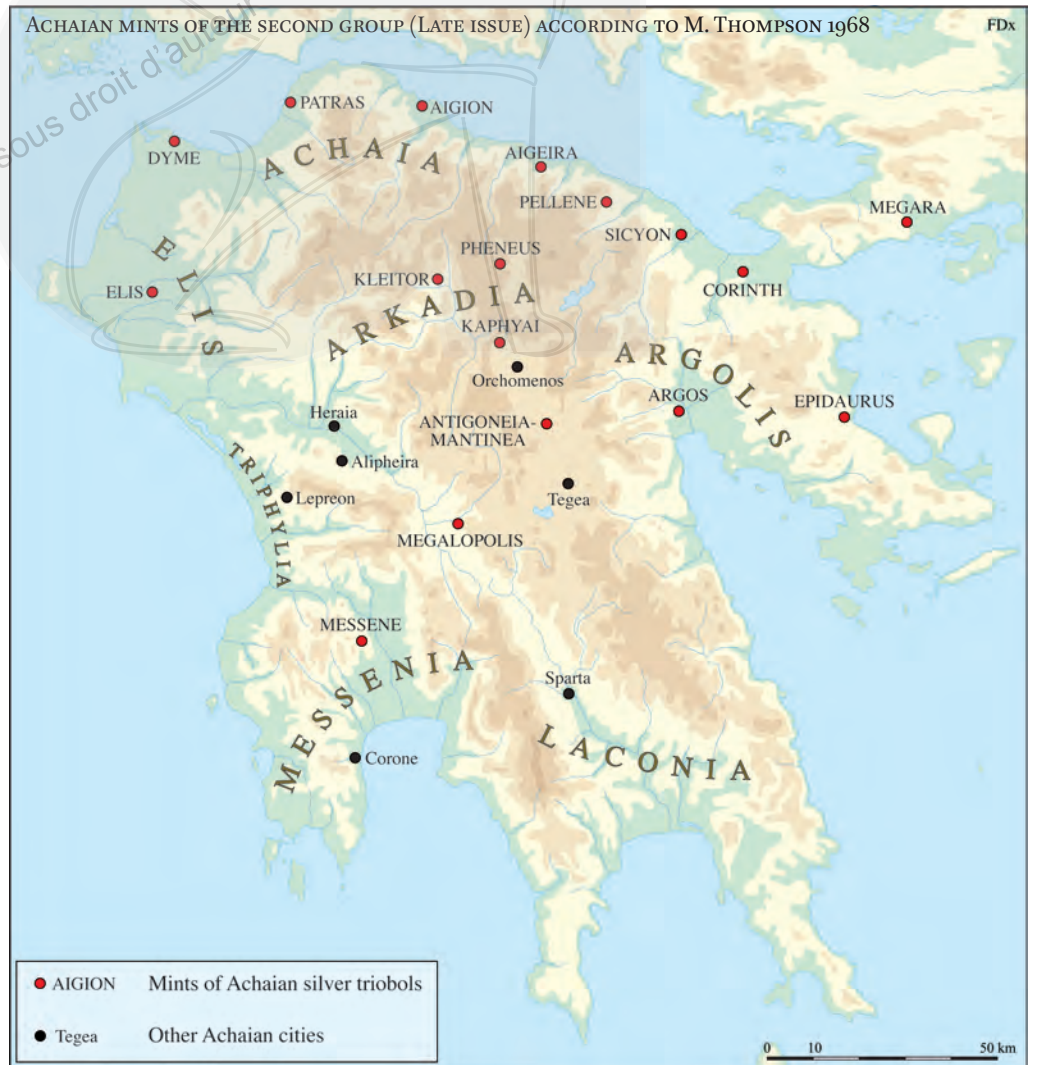 ACHAIAN MINTS OF THE SECOND GROUP (LATE ISSUE) ACCORDING TO M. THOMPSON 1968
FDx
sous droit d'auteur
PATRAS
AIGION
DYME
ACHAIA
AIGEIRA
PELLENE
MEGARA
SICYON
ELIS
PHENEUS
KLEITOR
CORINTH
ELIS
ARKADIA
KAPHYAI
ARGOLIS
Orchomenos
ARGOS
EPIDAURUS
Heraia
ANTIGONEIA-
MANTINEA
Alipheira
TRIPHYLIA
Lepreon
Tegea
MEGALOPOLIS
MESSENE
MESSENIA
Sparta
LACONIA
Corone
AIGION Mints of Achaian silver triobols
Tegea Other Achaian cities
0 10 50 km